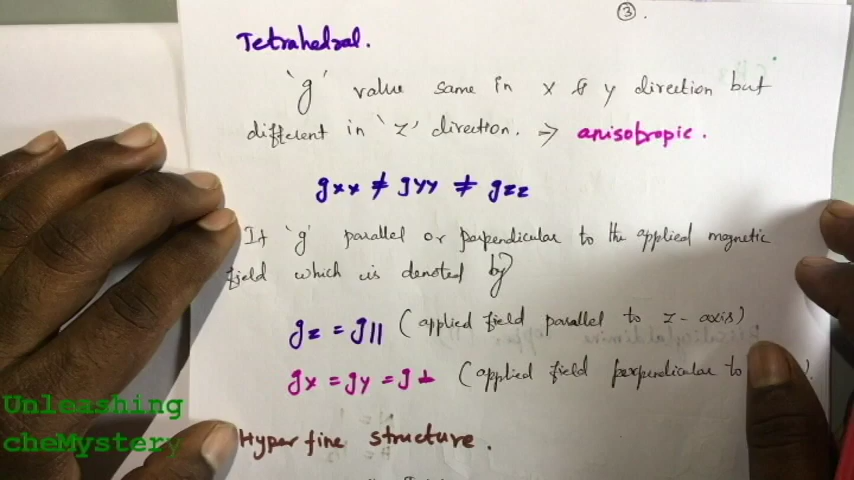 ③.
Tetrahedral.
'g' value same in x & y direction but
different in 'z' direction. ⇒ anisotropic.
gxx ≠ gyy ≠ gzz
If 'g' parallel or perpendicular to the applied magnetic
field which is denoted by
gz = g|| (applied field parallel to z-axis)
gx = gy = g⊥ (applied field perpendicular to
Hyperfine structure.
Unleashing
cheMystery